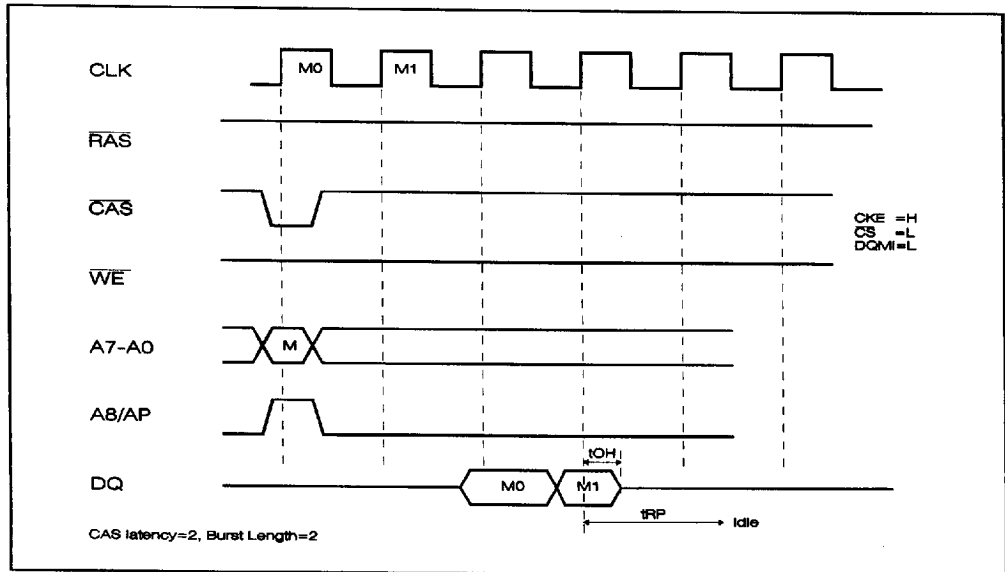 CLK
M0 M1
RAS
CAS
CKE =H
CS =L
DQMI=L
WE
A7-A0
M
A8/AP
tOH
DQ
M0 M1
tRP
Idle
CAS latency=2, Burst Length=2